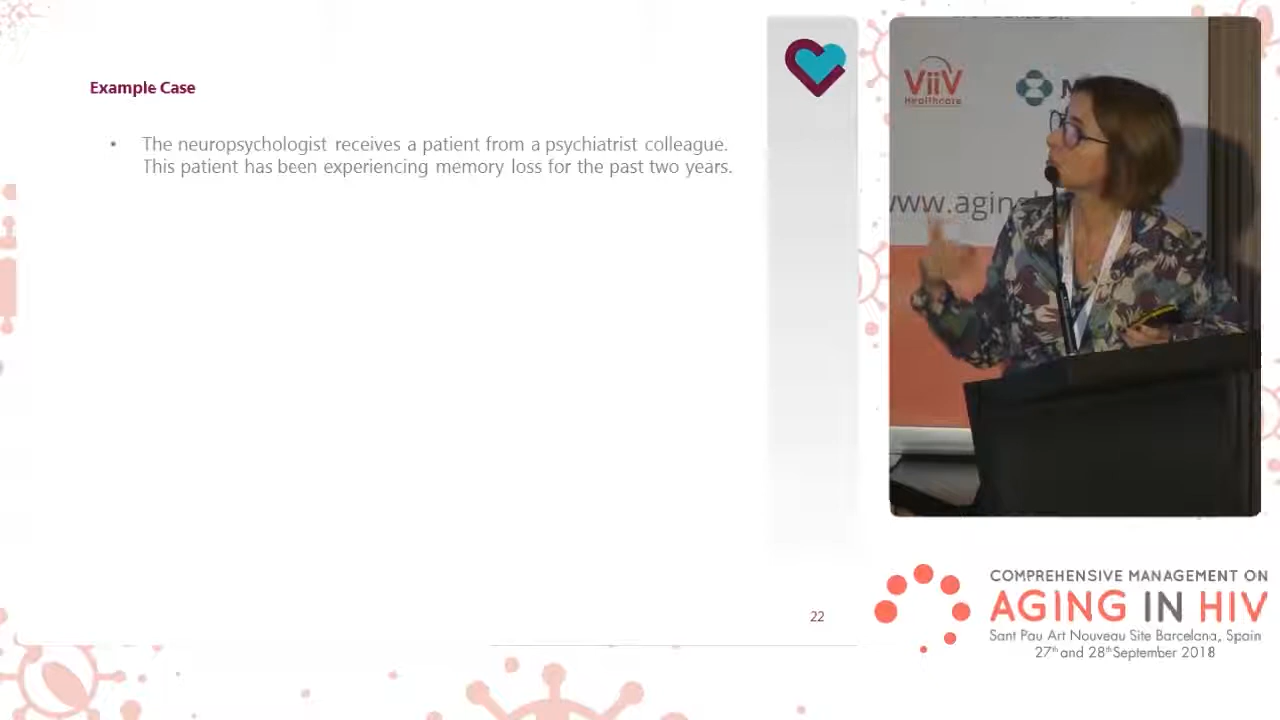 Example Case
• The neuropsychologist receives a patient from a psychiatrist colleague.
This patient has been experiencing memory loss for the past two years.
22
ViiV
Healthcare
www.aging
COMPREHENSIVE MANAGEMENT ON
AGING IN HIV
Sant Pau Art Nouveau Site Barcelona, Spain
27th and 28th September 2018